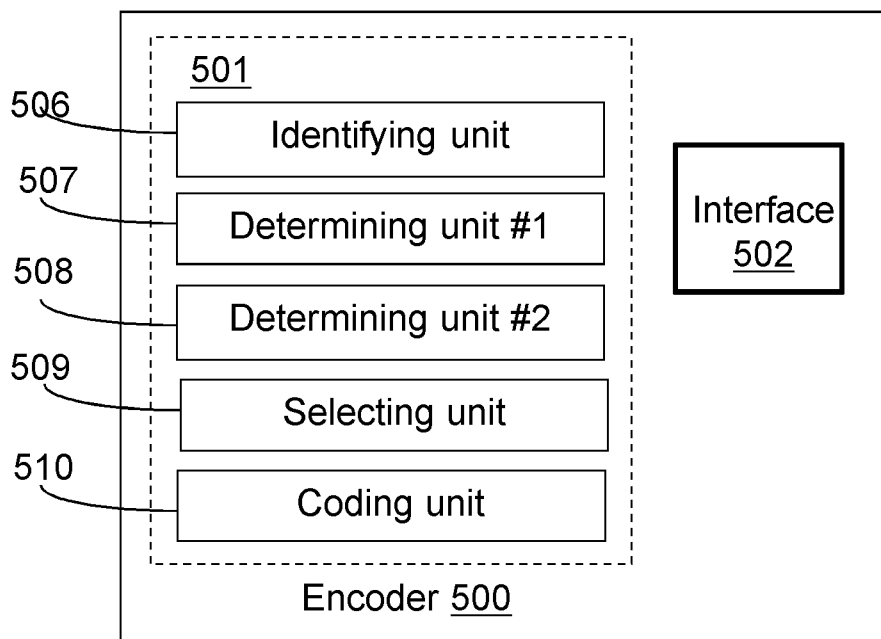 501
506
Identifying unit
507
Determining unit #1
508
Determining unit #2
509
Selecting unit
510
Coding unit
Interface
502
Encoder 500